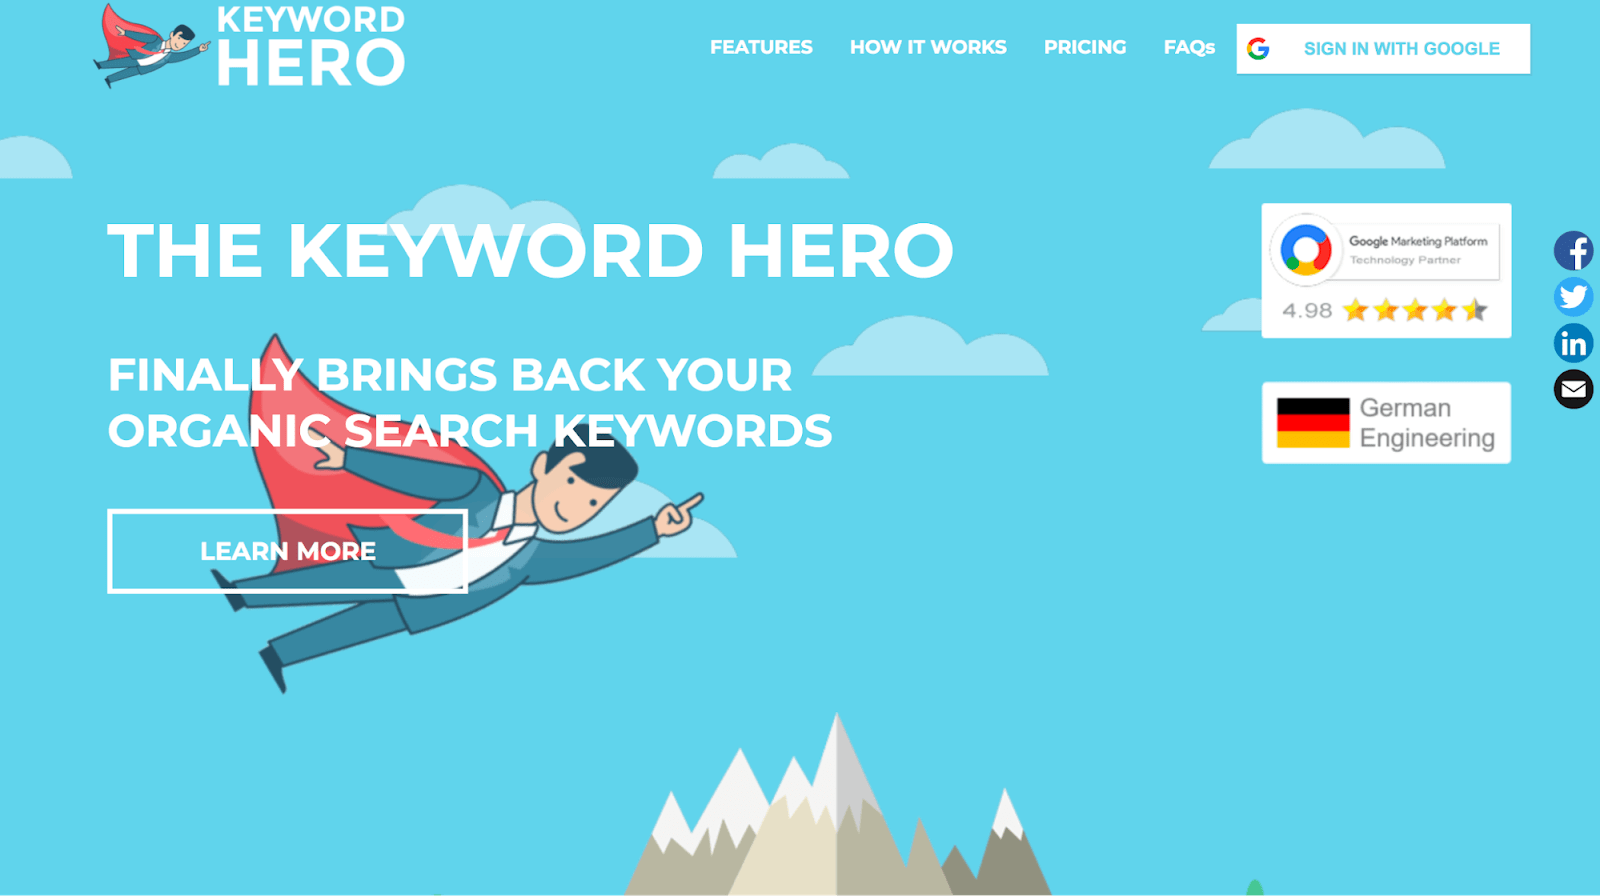 KEYWORD
HERO
FEATURES
HOW IT WORKS
PRICING
FAQs
SIGN IN WITH GOOGLE
THE KEYWORD HERO
FINALLY BRINGS BACK YOUR
ORGANIC SEARCH KEYWORDS
LEARN MORE
Google Marketing Platform
Technology Partner
4.98
German
Engineering